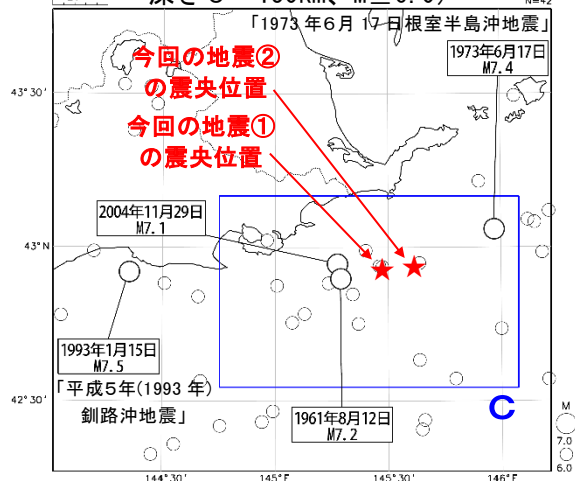 N=42
「1973年6月17日根室半島沖地震」
今回の地震②
の震央位置
1973年6月17日
M7.4
43°30′
今回の地震①
の震央位置
2004年11月29日
M7.1
43°N
1993年1月15日
M7.5
「平成5年(1993年)
釧路沖地震」
42°30′
1961年8月12日
M7.2
C
M
7.0
6.0
144°30′
145°E
145°30′
146°E